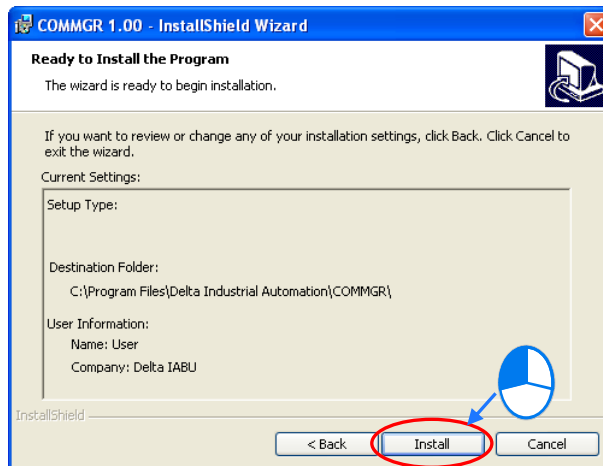 COMMGR 1.00 - InstallShield Wizard
Ready to Install the Program
The wizard is ready to begin installation.
If you want to review or change any of your installation settings, click Back. Click Cancel to
exit the wizard.
Current Settings:
Setup Type:
Destination Folder:
C:\Program Files\Delta Industrial Automation\COMMGR\
User Information:
Name: User
Company: Delta IABU
InstallShield
< Back Install Cancel